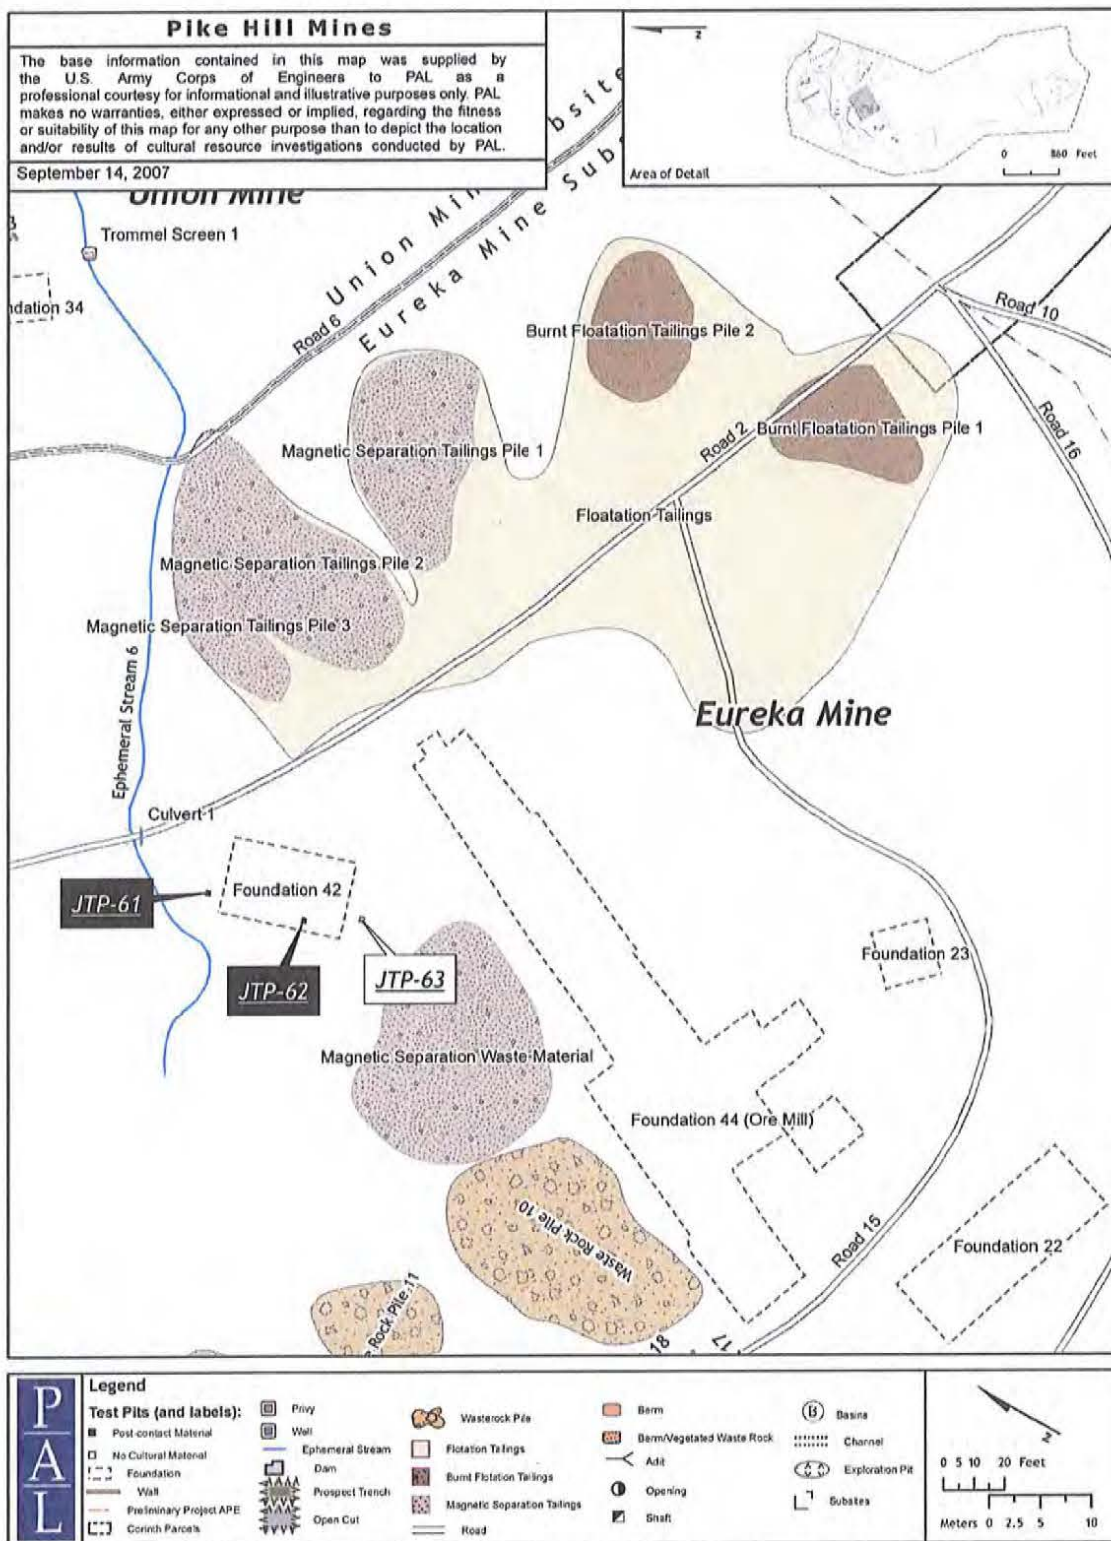 Pike Hill Mines
The base information contained in this map was supplied by
the U.S. Army Corps of Engineers to PAL as a
professional courtesy for informational and illustrative purposes only. PAL
makes no warranties, either expressed or implied, regarding the fitness
or suitability of this map for any other purpose than to depict the location
and/or results of cultural resource investigations conducted by PAL.
September 14, 2007
z
0 860 Feet
Area of Detail
Union Mine
Union Min
bsite
Eureka Mine Subs
Trommel Screen 1
ndation 34
Road 6
Burnt Floatation Tailings Pile 2
Road 10
Road 2
Burnt Floatation Tailings Pile 1
Road 16
Magnetic Separation Tailings Pile 1
Floatation Tailings
Magnetic Separation Tailings Pile 2
Magnetic Separation Tailings Pile 3
Ephemeral Stream 6
Eureka Mine
Culvert 1
Foundation 42
JTP-61
JTP-62
JTP-63
Foundation 23
Magnetic Separation Waste Material
Foundation 44 (Ore Mill)
Waste Rock Pile 10
Road 15
Foundation 22
e Rock Pile 11
18
17
PAL
Legend
Test Pits (and labels):
Post-contact Material
No Cultural Material
Foundation
Wall
Preliminary Project APE
Corinth Parcels
Privy
Well
Ephemeral Stream
Dam
Prospect Trench
Open Cut
Wasterock Pile
Flotation Tailings
Burnt Flotation Tailings
Magnetic Separation Tailings
Road
Berm
Berm/Vegetated Waste Rock
Adit
Opening
Shaft
B Basins
Channel
Exploration Pit
Subsites
z
0 5 10 20 Feet
Meters 0 2.5 5 10